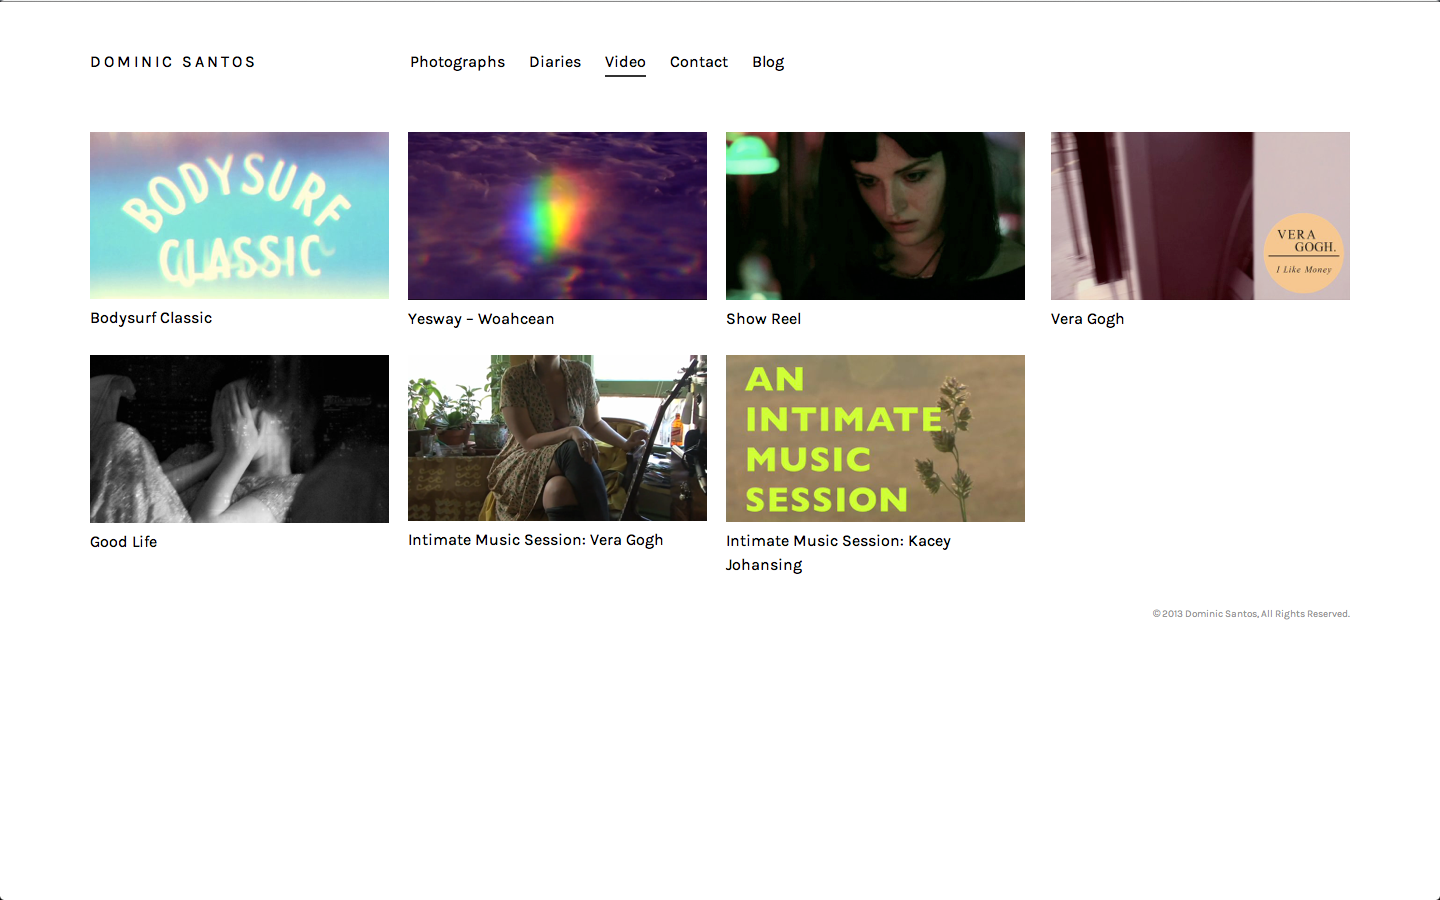 DOMINIC SANTOS
Photographs Diaries Video Contact Blog
BODYSURF
CLASSIC
VERA
GOGH.
I Like Money
Bodysurf Classic
Yesway – Woahcean
Show Reel
Vera Gogh
AN
INTIMATE
MUSIC
SESSION
Good Life
Intimate Music Session: Vera Gogh
Intimate Music Session: Kacey
Johansing
© 2013 Dominic Santos, All Rights Reserved.